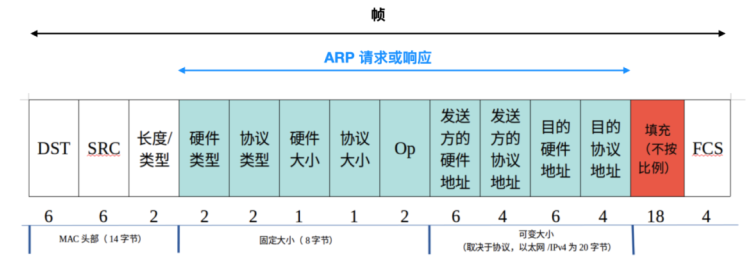 帧
ARP 请求或响应
DST
SRC
长度/
类型
硬件
类型
协议
类型
硬件
大小
协议
大小
Op
发送
方的
硬件
地址
发送
方的
协议
地址
目的
硬件
地址
目的
协议
地址
填充
（不按
比例）
FCS
6 6 2 2 2 1 1 2 6 4 6 4 18 4
MAC 头部（ 14 字节）
固定大小（ 8 字节）
可变大小
（取决于协议，以太网 /IPv4 为 20 字节）